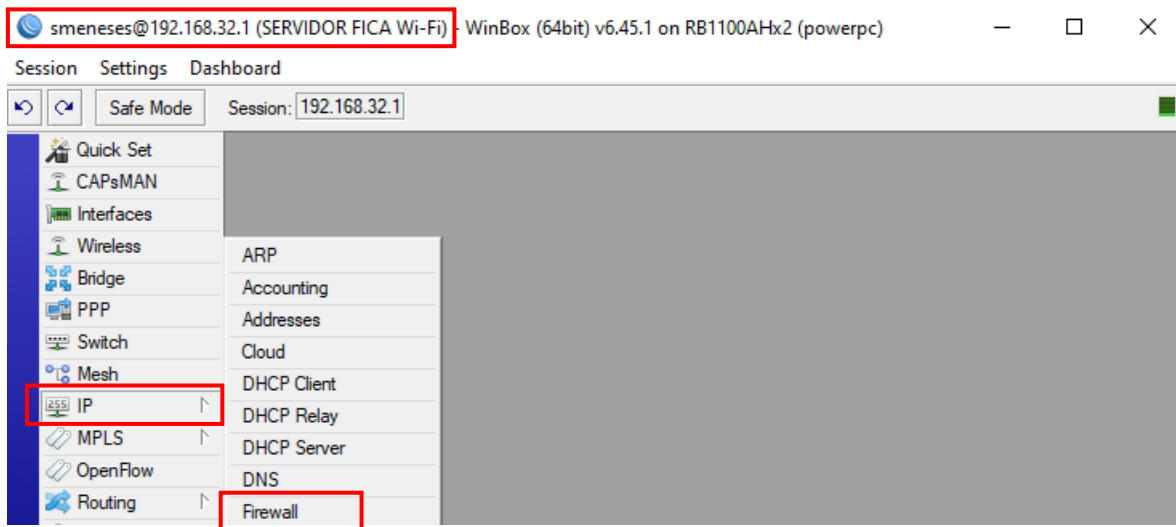 smeneses@192.168.32.1 (SERVIDOR FICA Wi-Fi) - WinBox (64bit) v6.45.1 on RB1100AHx2 (powerpc)
Session Settings Dashboard
Safe Mode Session: 192.168.32.1
Quick Set
CAPsMAN
Interfaces
Wireless
Bridge
PPP
Switch
Mesh
255 IP
MPLS
OpenFlow
Routing
ARP
Accounting
Addresses
Cloud
DHCP Client
DHCP Relay
DHCP Server
DNS
Firewall